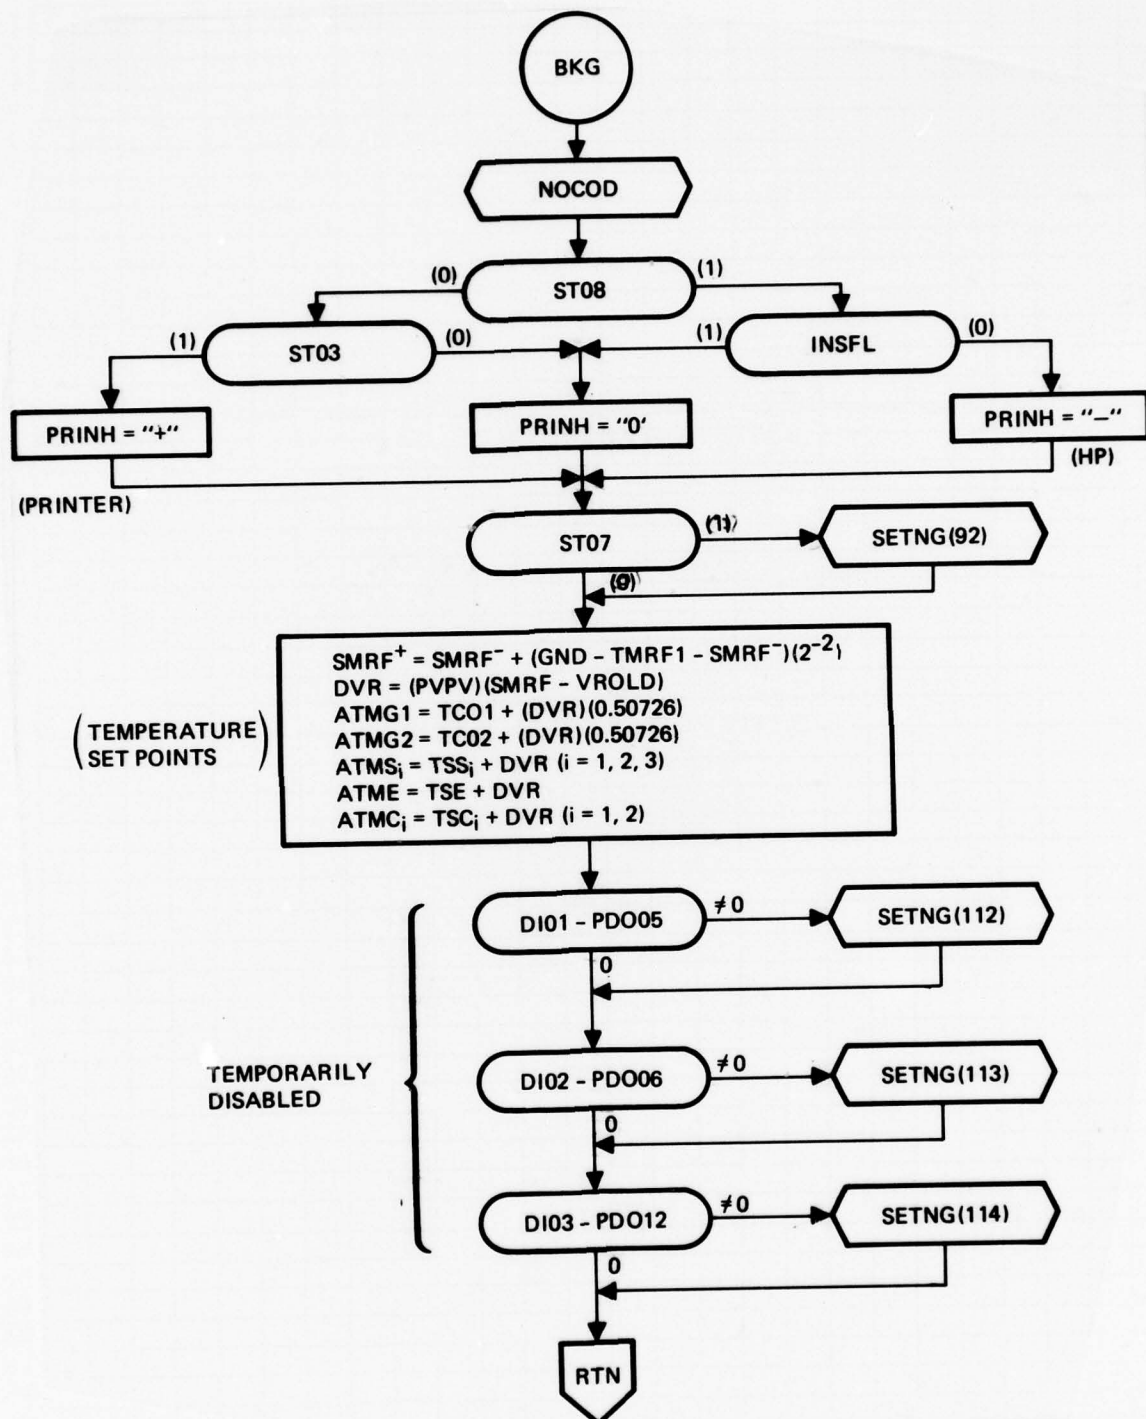 BKG
NOCOD
(0)
(1)
ST08
(1)
ST03
(0)
(1)
INSFL
(0)
PRINH = "+"
PRINH = "0'
PRINH = "–"
(PRINTER)
(HP)
ST07
(1)
SETNG(92)
(0)
SMRF⁺ = SMRF⁻ + (GND – TMRF1 – SMRF⁻)(2⁻²)
DVR = (PVPV)(SMRF – VROLD)
ATMG1 = TCO1 + (DVR)(0.50726)
ATMG2 = TC02 + (DVR)(0.50726)
ATMSᵢ = TSSᵢ + DVR (i = 1, 2, 3)
ATME = TSE + DVR
ATMCᵢ = TSCᵢ + DVR (i = 1, 2)
(TEMPERATURE
SET POINTS)
DI01 – PDO05
≠0
SETNG(112)
0
TEMPORARILY
DISABLED
DI02 – PDO06
≠0
SETNG(113)
0
DI03 – PDO12
≠0
SETNG(114)
0
RTN